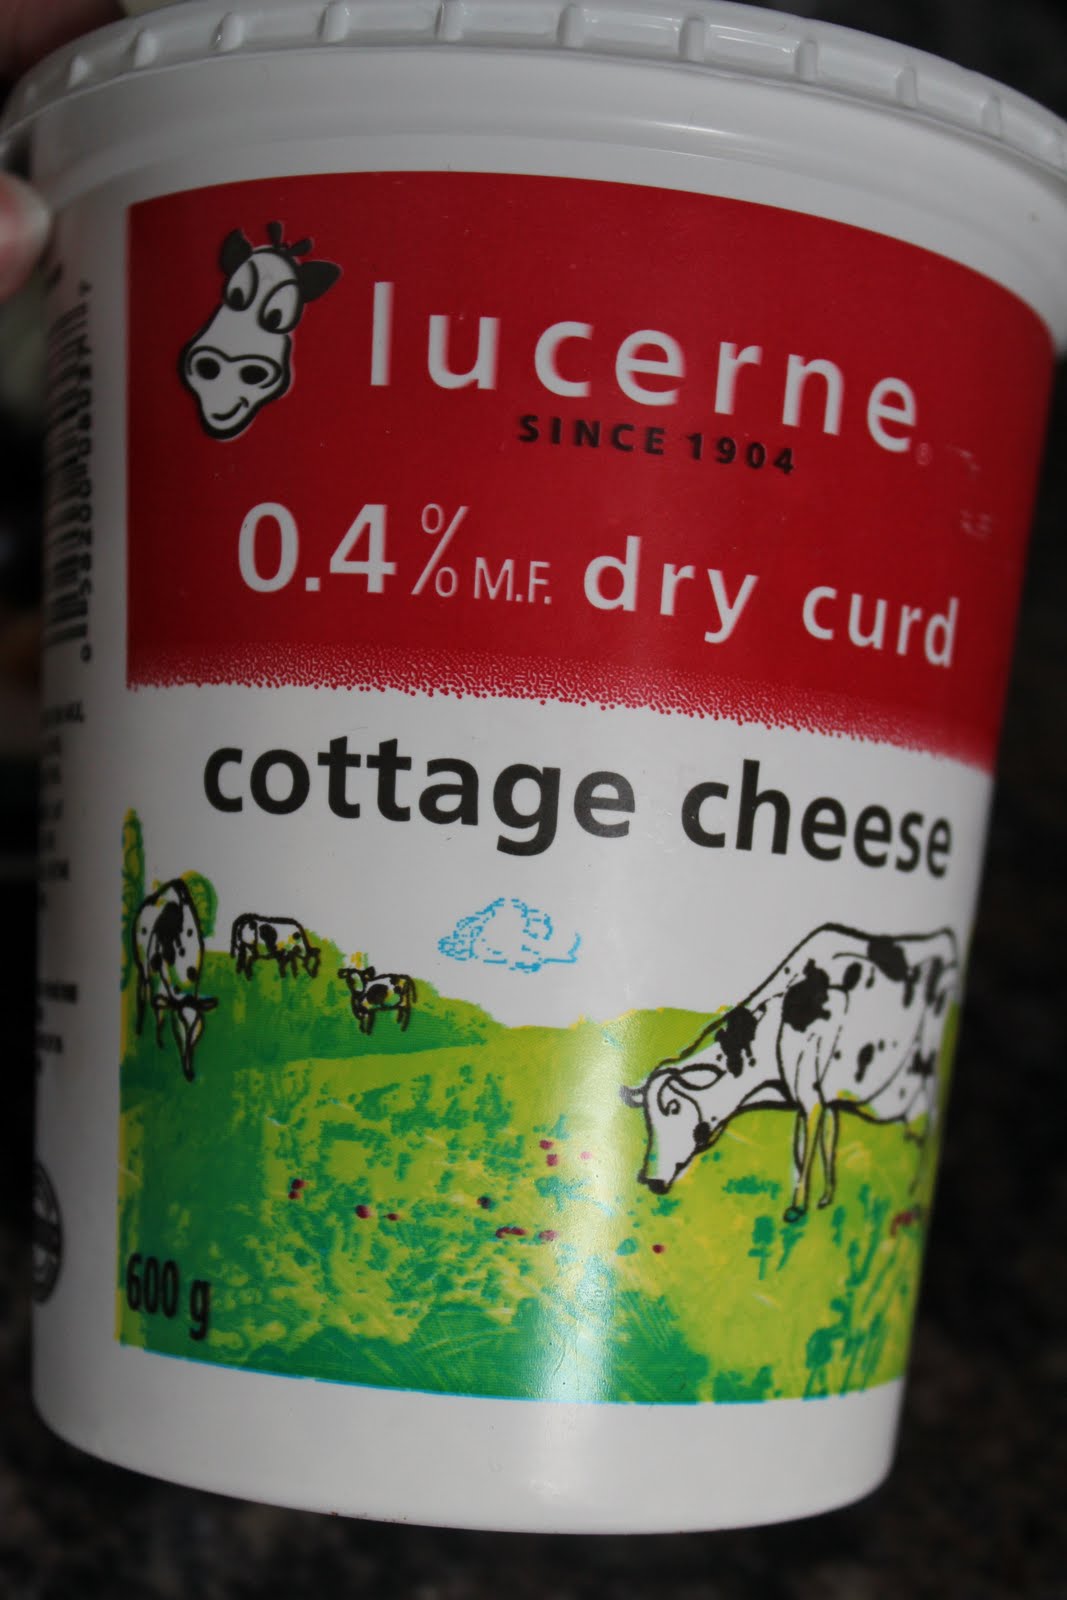 lucerne
SINCE 1904
0.4% M.F. dry curd
cottage cheese
600 g